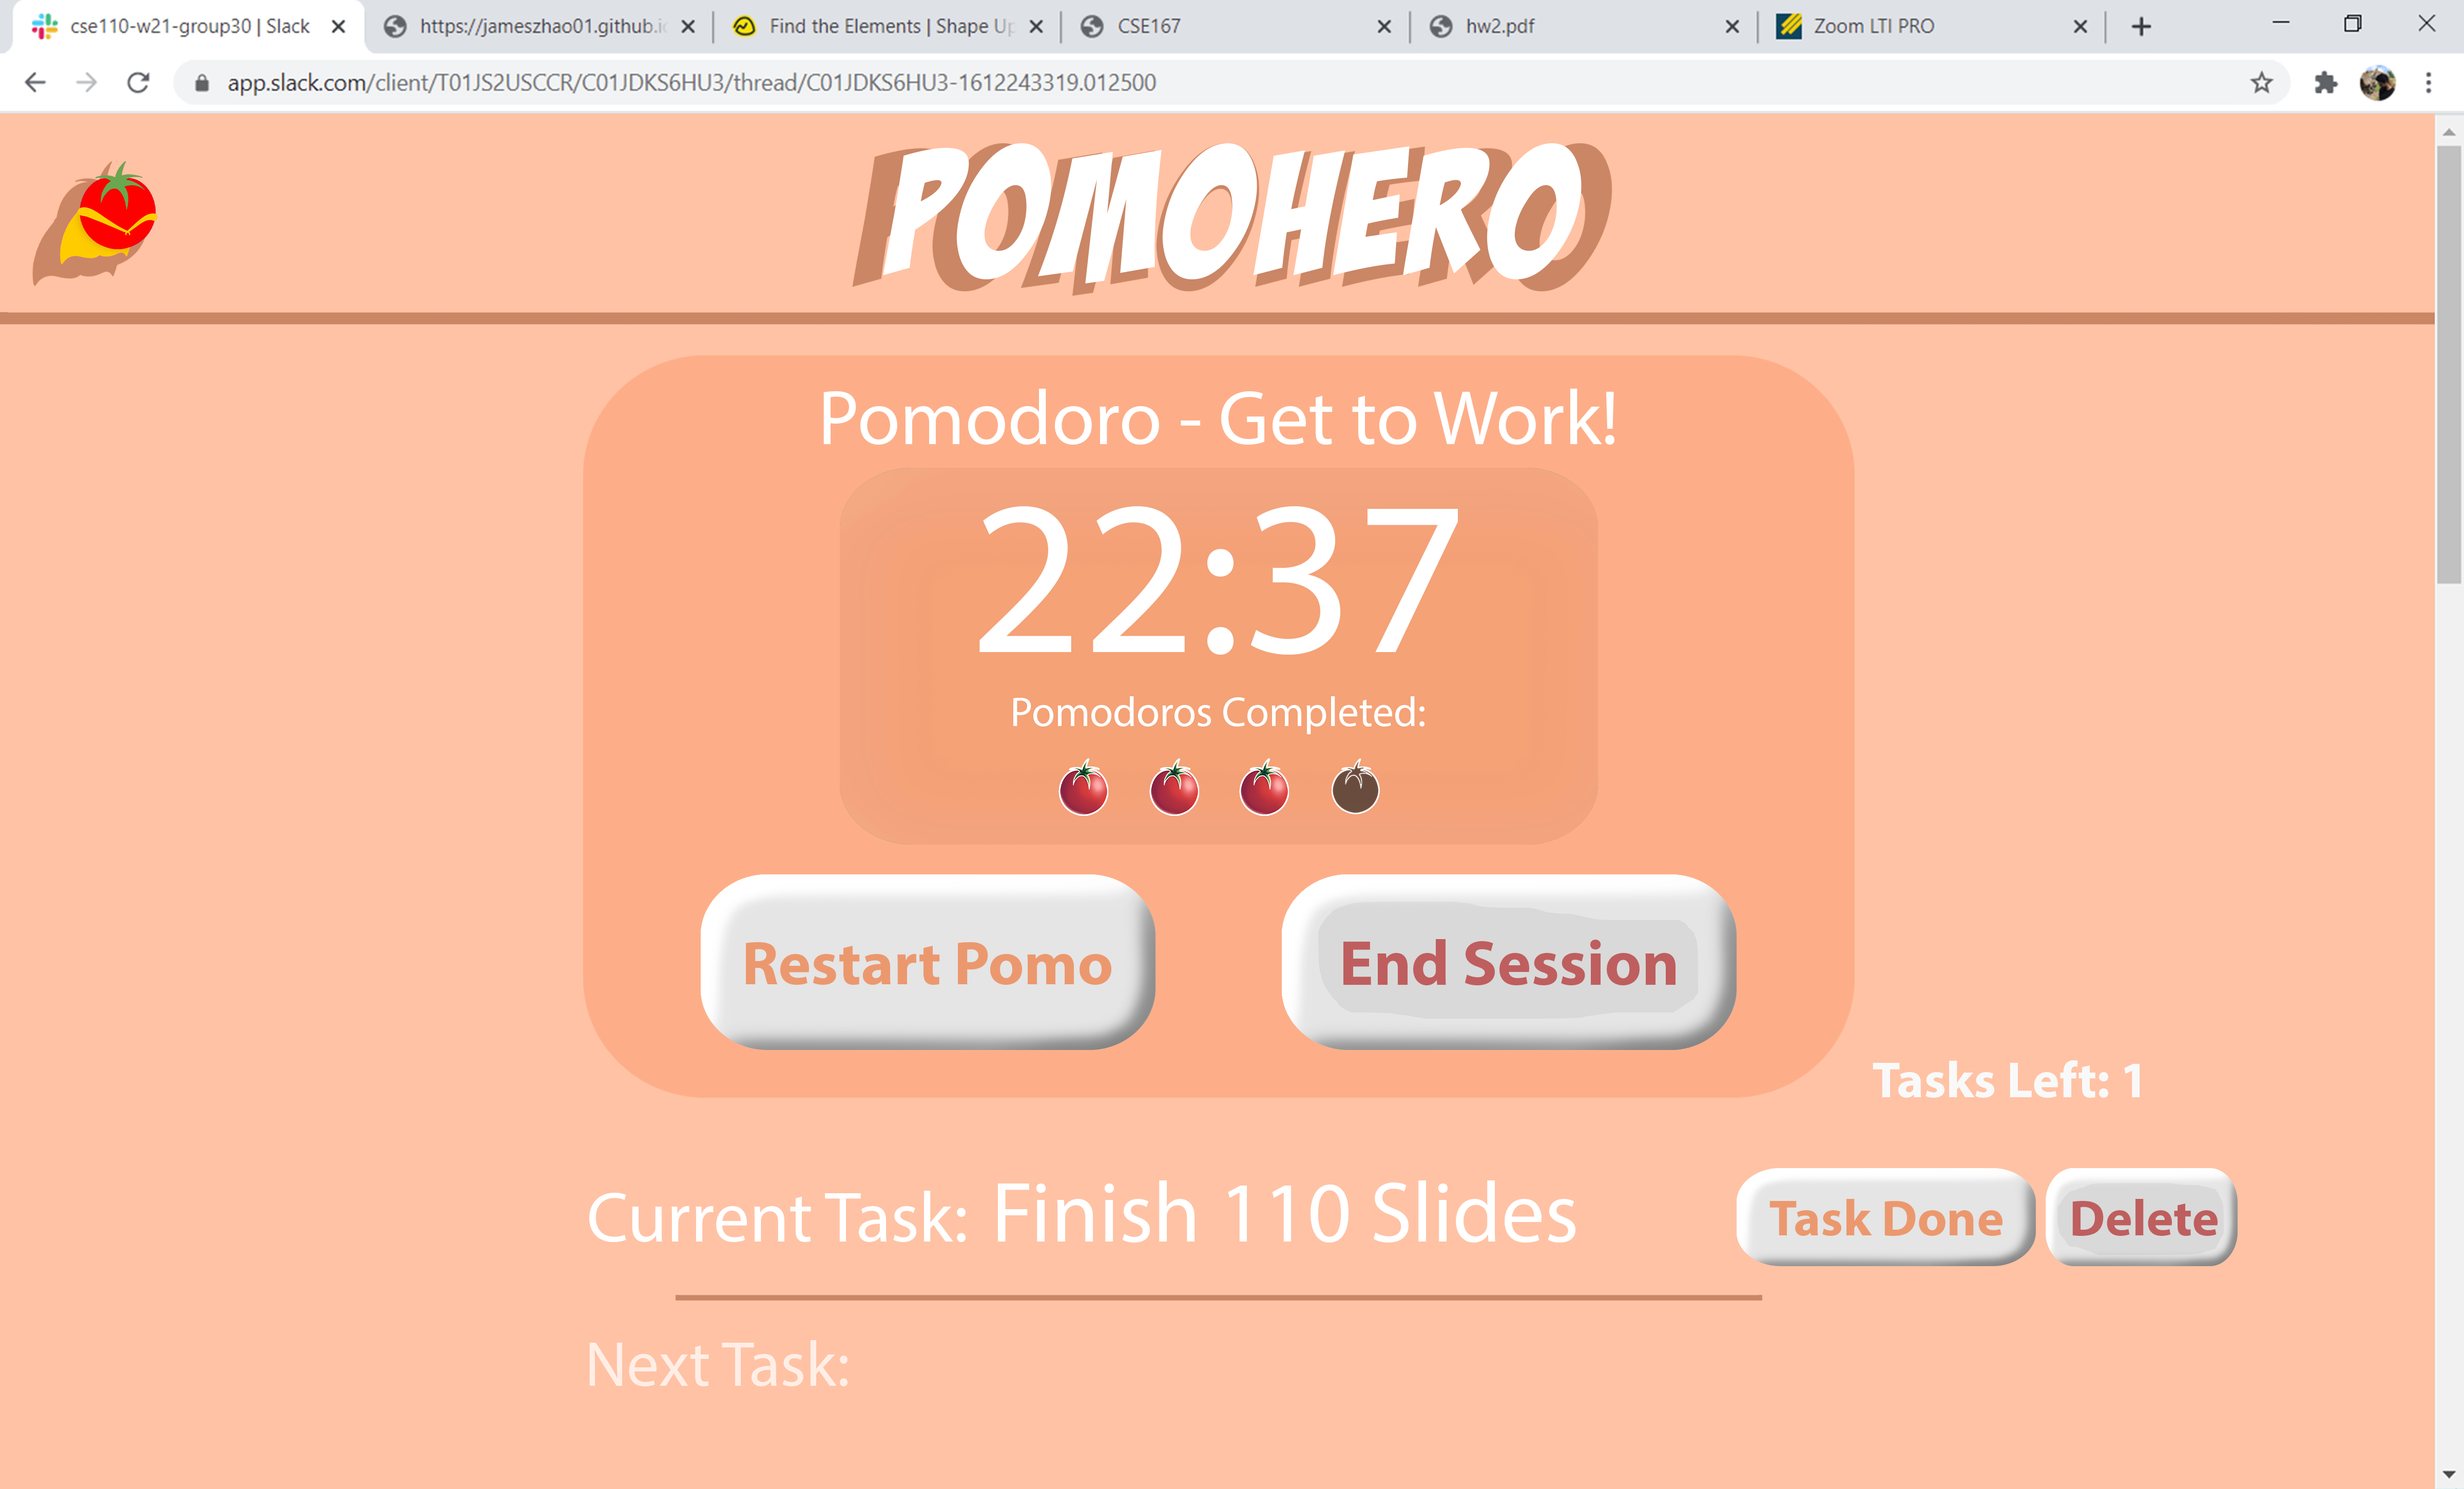 cse110-w21-group30 | Slack
https://jameszhao01.github.i
Find the Elements | Shape Up
CSE167
hw2.pdf
Zoom LTI PRO
app.slack.com/client/T01JS2USCCR/C01JDKS6HU3/thread/C01JDKS6HU3-1612243319.012500
POMOHERO
Pomodoro - Get to Work!
22:37
Pomodoros Completed:
Restart Pomo
End Session
Tasks Left: 1
Current Task: Finish 110 Slides
Task Done
Delete
Next Task: